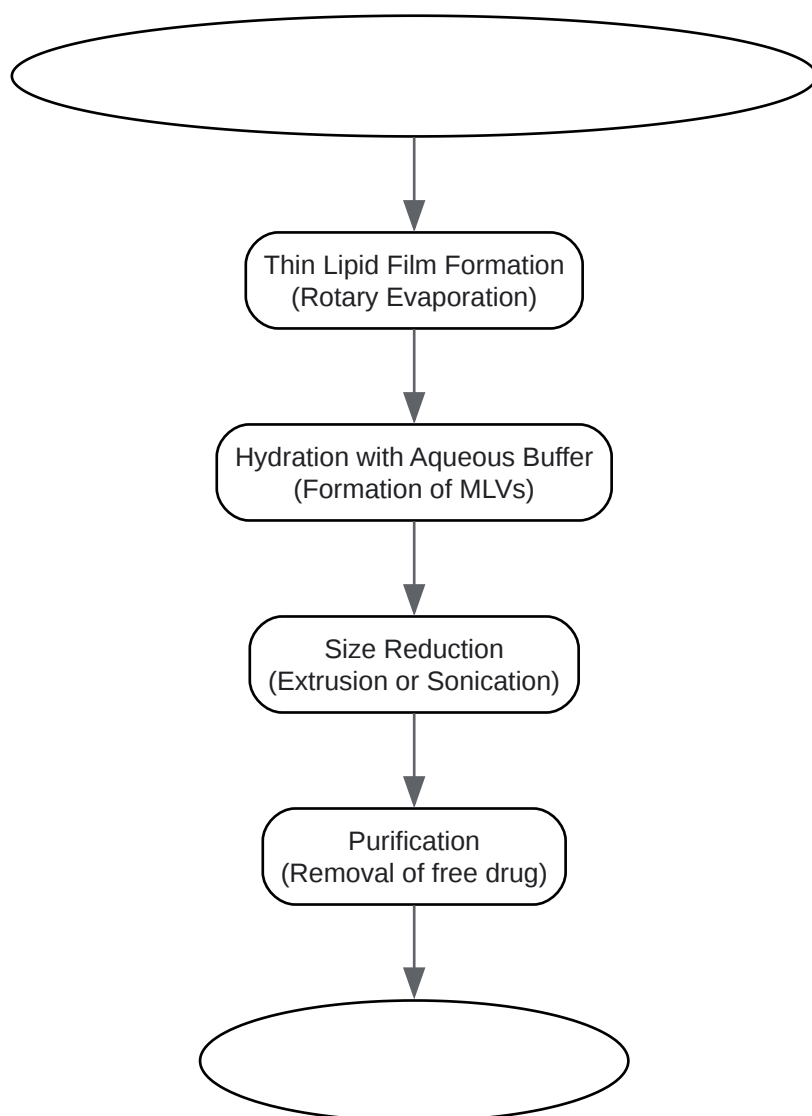 Thin Lipid Film Formation
(Rotary Evaporation)
Hydration with Aqueous Buffer
(Formation of MLVs)
Size Reduction
(Extrusion or Sonication)
Purification
(Removal of free drug)